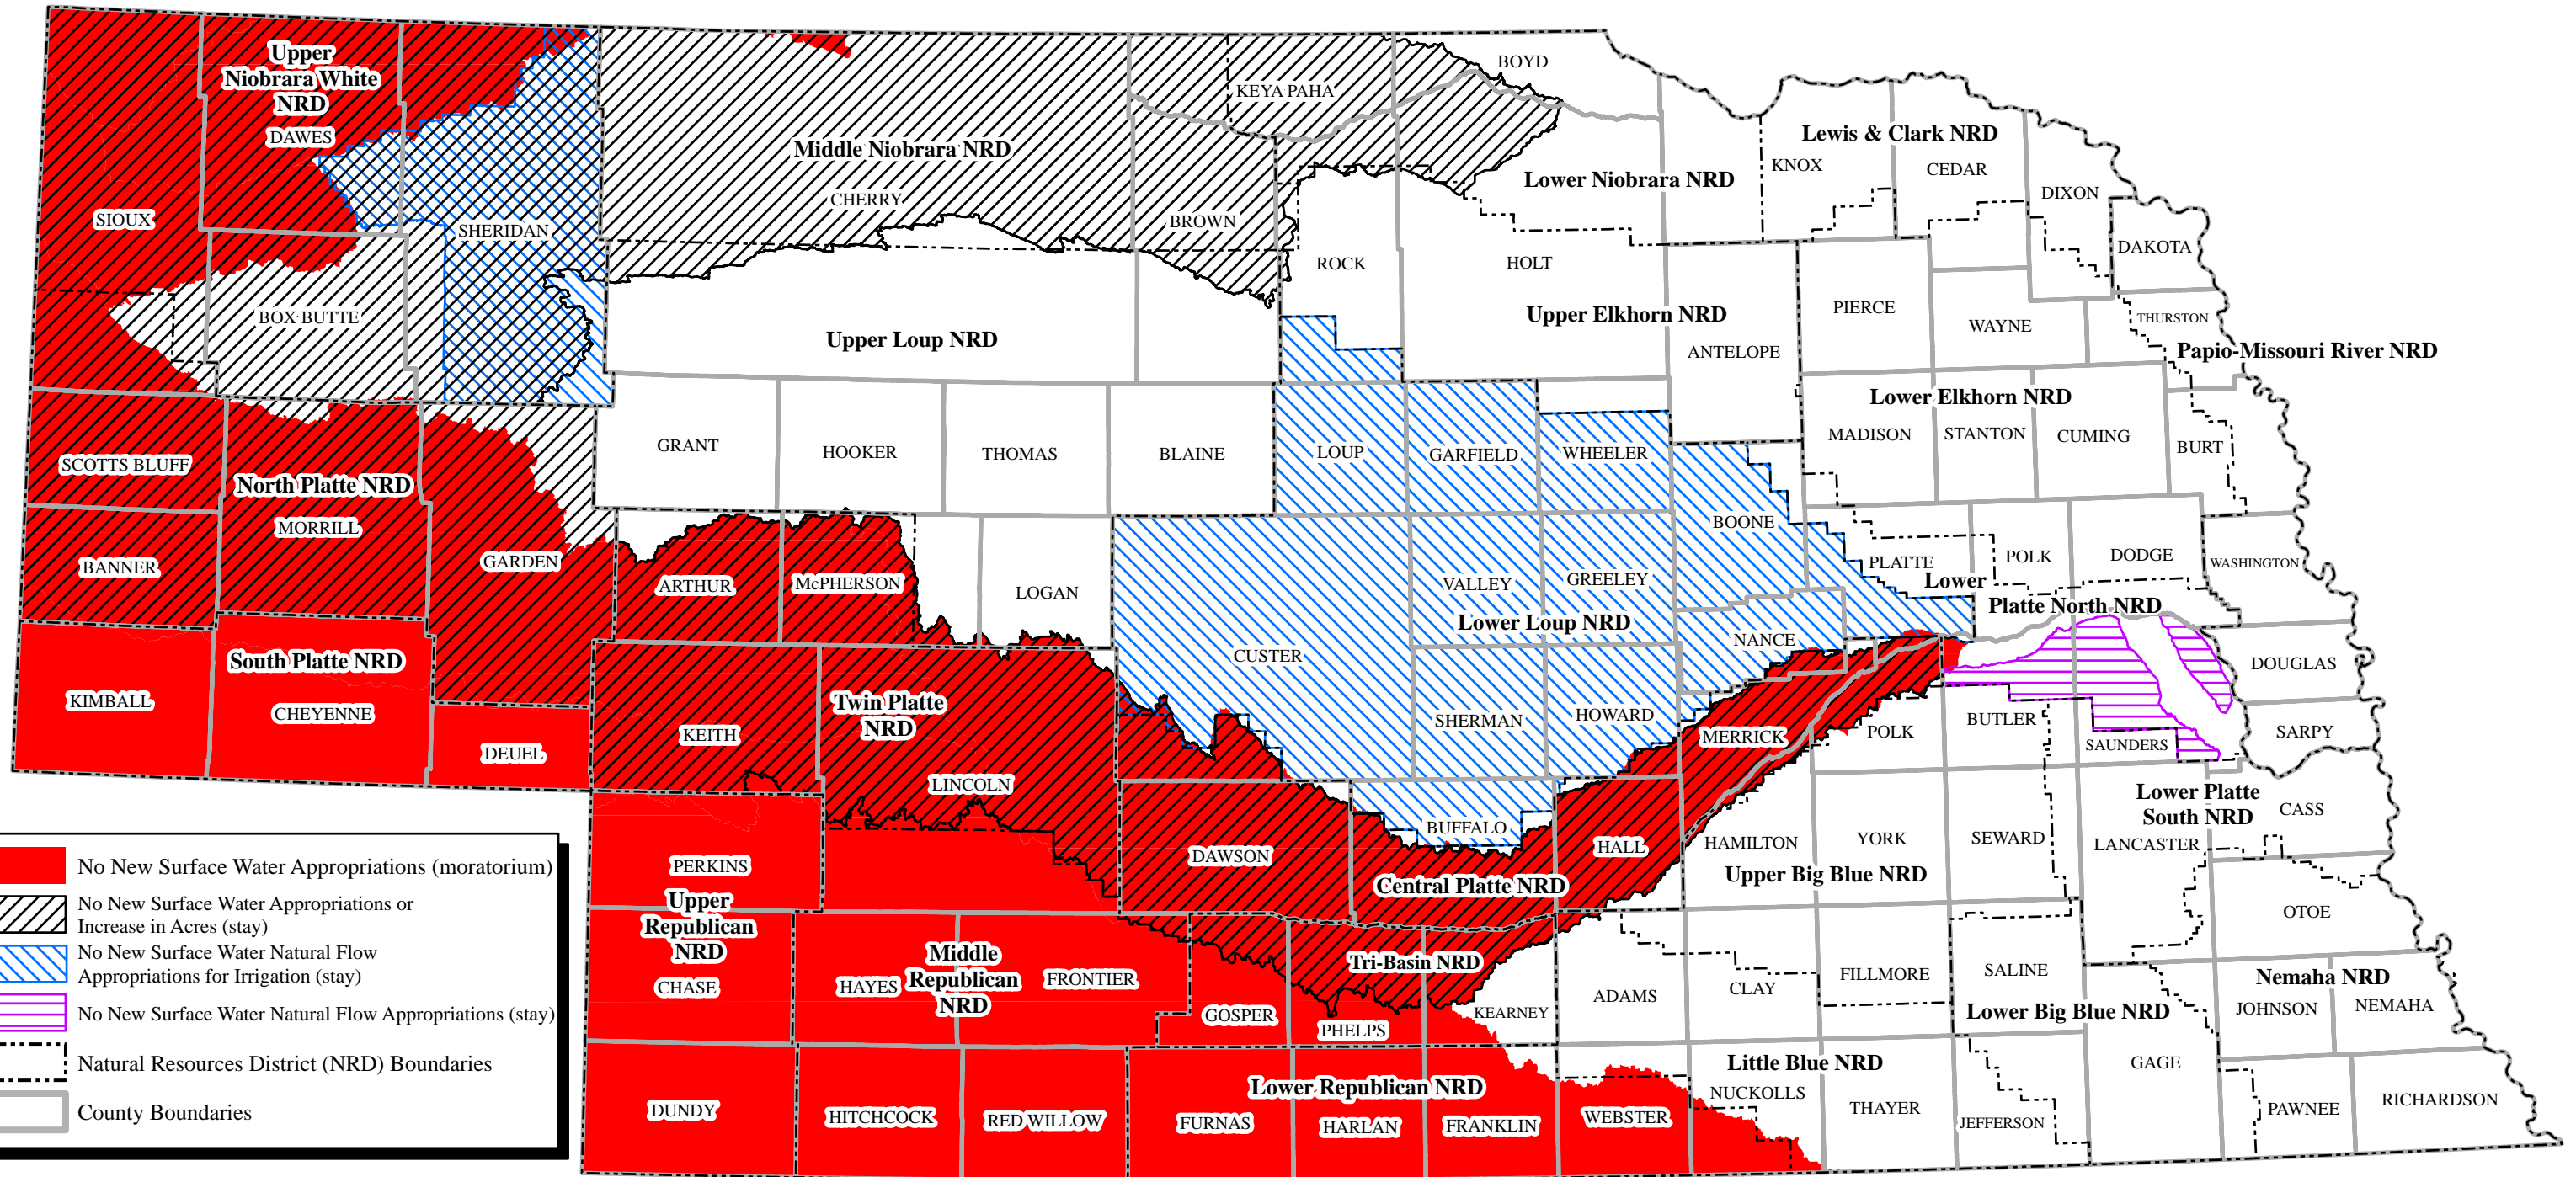 Upper
Niobrara White
NRD
DAWES
SIOUX
SHERIDAN
BOX BUTTE
Middle Niobrara NRD
CHERRY
KEYA PAHA
BROWN
BOYD
ROCK
HOLT
Lower Niobrara NRD
Lewis & Clark NRD
KNOX
CEDAR
DIXON
DAKOTA
Upper Loup NRD
Upper Elkhorn NRD
ANTELOPE
PIERCE
WAYNE
THURSTON
Papio-Missouri River NRD
Lower Elkhorn NRD
MADISON
STANTON
CUMING
BURT
SCOTTS BLUFF
North Platte NRD
MORRILL
BANNER
GARDEN
GRANT
HOOKER
THOMAS
BLAINE
LOUP
GARFIELD
WHEELER
BOONE
ARTHUR
McPHERSON
LOGAN
VALLEY
GREELEY
Lower Loup NRD
CUSTER
NANCE
PLATTE
POLK
DODGE
WASHINGTON
Lower
Platte North NRD
KIMBALL
South Platte NRD
CHEYENNE
DEUEL
KEITH
Twin Platte
NRD
LINCOLN
SHERMAN
HOWARD
MERRICK
POLK
BUTLER
SAUNDERS
DOUGLAS
SARPY
PERKINS
DAWSON
BUFFALO
HALL
Central Platte NRD
HAMILTON
YORK
SEWARD
Upper Big Blue NRD
Lower Platte
South NRD
LANCASTER
CASS
OTOE
Upper
Republican
NRD
CHASE
HAYES
Middle
Republican
NRD
FRONTIER
GOSPER
Tri-Basin NRD
PHELPS
KEARNEY
ADAMS
CLAY
FILLMORE
SALINE
Lower Big Blue NRD
Nemaha NRD
JOHNSON
NEMAHA
DUNDY
HITCHCOCK
RED WILLOW
FURNAS
Lower Republican NRD
HARLAN
FRANKLIN
WEBSTER
Little Blue NRD
NUCKOLLS
THAYER
JEFFERSON
GAGE
PAWNEE
RICHARDSON
No New Surface Water Appropriations (moratorium)
No New Surface Water Appropriations or
Increase in Acres (stay)
No New Surface Water Natural Flow
Appropriations for Irrigation (stay)
No New Surface Water Natural Flow Appropriations (stay)
Natural Resources District (NRD) Boundaries
County Boundaries